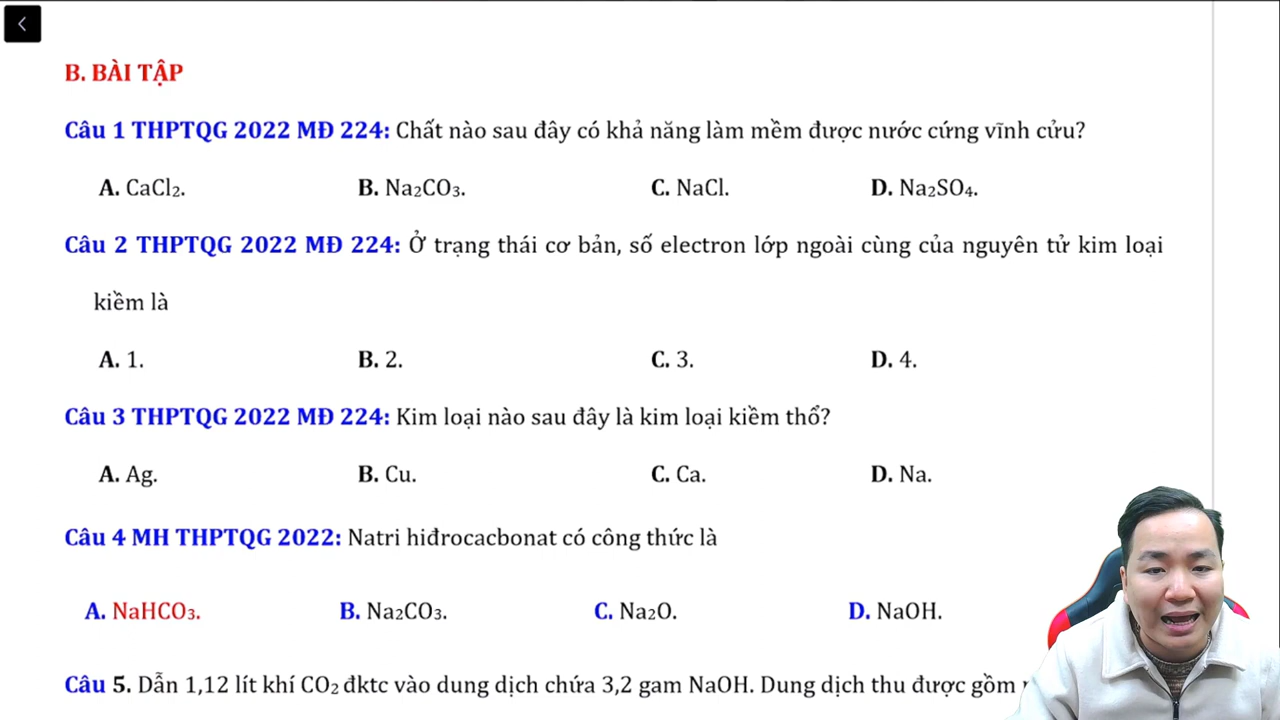 B. BÀI TẬP
Câu 1 THPTQG 2022 MĐ 224: Chất nào sau đây có khả năng làm mềm được nước cứng vĩnh cửu?
A. CaCl₂. B. Na₂CO₃. C. NaCl. D. Na₂SO₄.
Câu 2 THPTQG 2022 MĐ 224: Ở trạng thái cơ bản, số electron lớp ngoài cùng của nguyên tử kim loại
kiềm là
A. 1. B. 2. C. 3. D. 4.
Câu 3 THPTQG 2022 MĐ 224: Kim loại nào sau đây là kim loại kiềm thổ?
A. Ag. B. Cu. C. Ca. D. Na.
Câu 4 MH THPTQG 2022: Natri hiđrocacbonat có công thức là
A. NaHCO₃. B. Na₂CO₃. C. Na₂O. D. NaOH.
Câu 5. Dẫn 1,12 lít khí CO₂ đktc vào dung dịch chứa 3,2 gam NaOH. Dung dịch thu được gồm